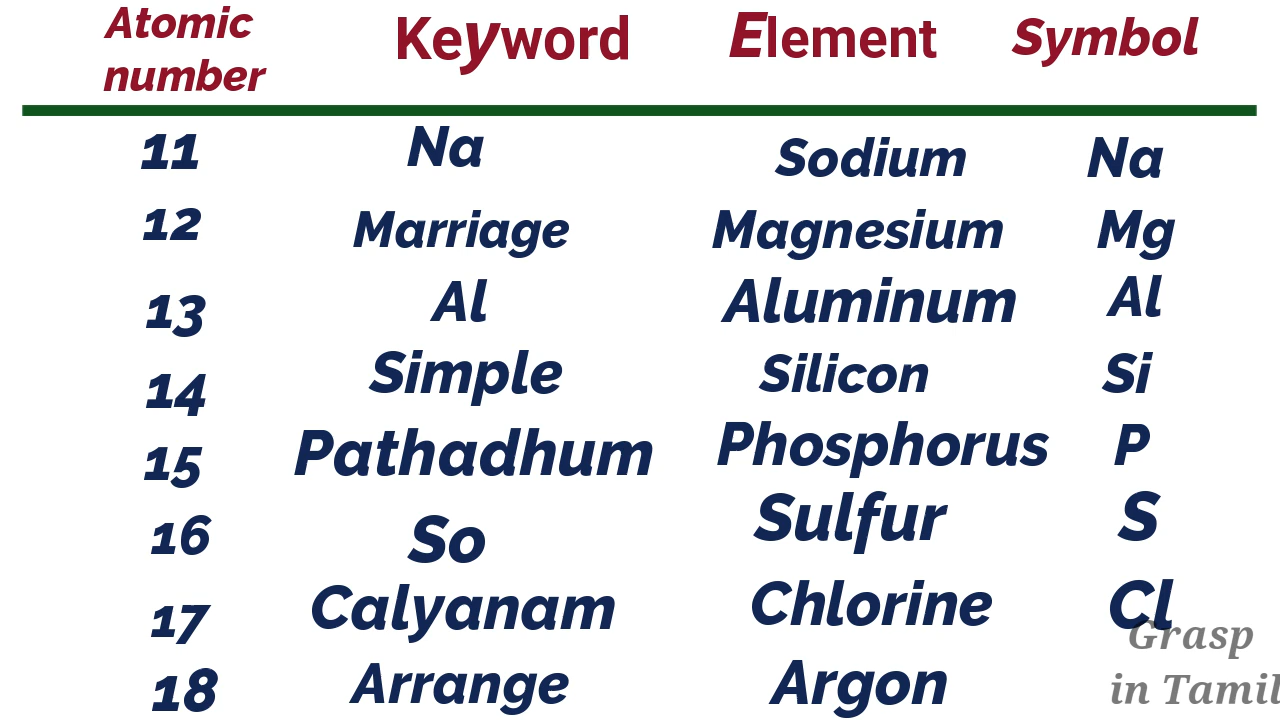 Atomic number Keyword Element Symbol
11 Na Sodium Na
12 Marriage Magnesium Mg
13 Al Aluminum Al
14 Simple Silicon Si
15 Pathadhum Phosphorus P
16 So Sulfur S
17 Calyanam Chlorine Cl
18 Arrange Argon
Grasp
in Tamil